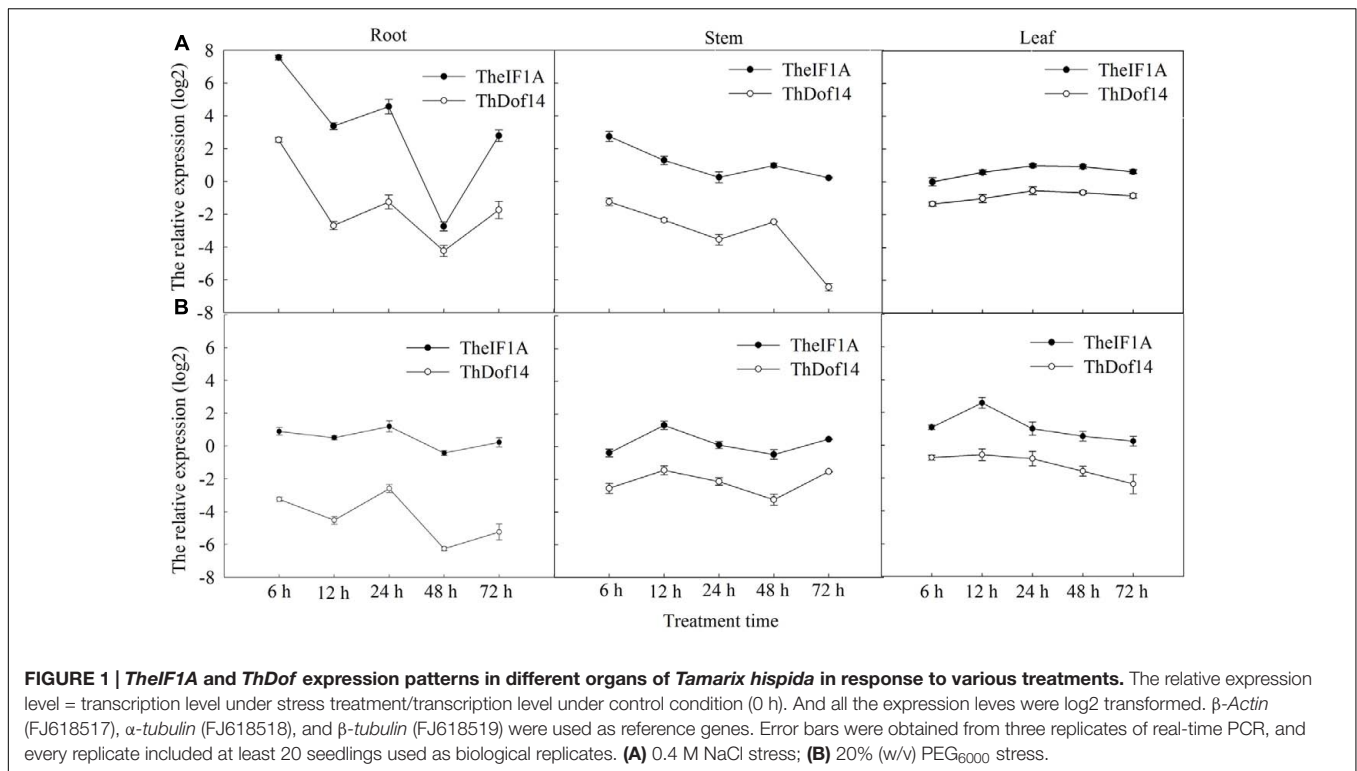 Root
Stem
Leaf
A
8
6
4
2
0
-2
-4
-6
-8
The relative expression (log2)
TheIF1A
ThDof14
TheIF1A
ThDof14
TheIF1A
ThDof14
B
6
4
2
0
-2
-4
-6
-8
The relative expression (log2)
TheIF1A
ThDof14
TheIF1A
ThDof14
TheIF1A
ThDof14
6 h 12 h 24 h 48 h 72 h
6 h 12 h 24 h 48 h 72 h
6 h 12 h 24 h 48 h 72 h
Treatment time
FIGURE 1 | TheIF1A and ThDof expression patterns in different organs of Tamarix hispida in response to various treatments. The relative expression
level = transcription level under stress treatment/transcription level under control condition (0 h). And all the expression leves were log2 transformed. β-Actin
(FJ618517), α-tubulin (FJ618518), and β-tubulin (FJ618519) were used as reference genes. Error bars were obtained from three replicates of real-time PCR, and
every replicate included at least 20 seedlings used as biological replicates. (A) 0.4 M NaCl stress; (B) 20% (w/v) PEG6000 stress.